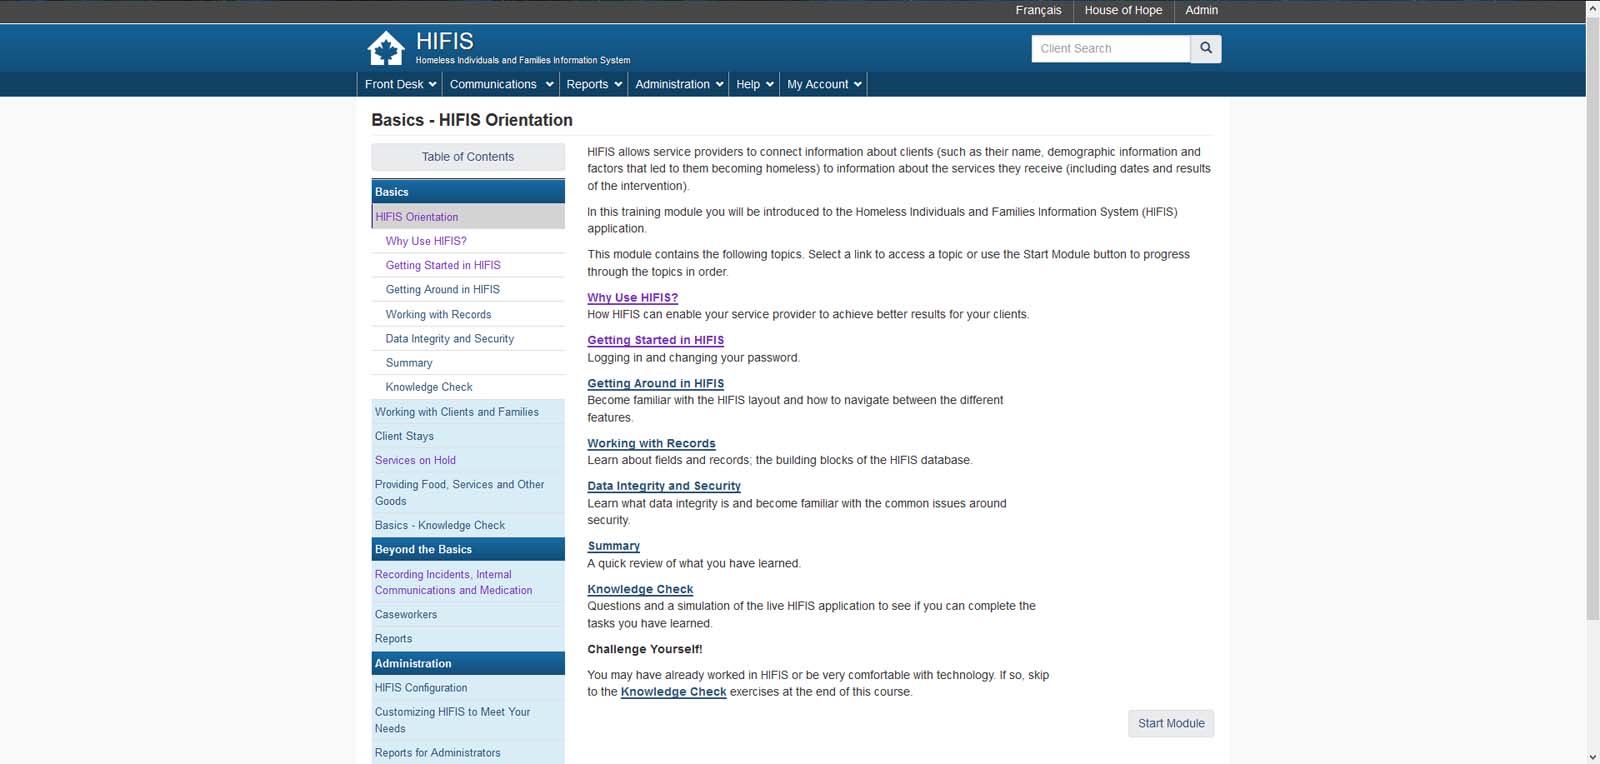 Français House of Hope Admin
HIFIS
Homeless Individuals and Families Information System
Client Search
Front Desk Communications Reports Administration Help My Account
Basics - HIFIS Orientation
Table of Contents
Basics
HIFIS Orientation
Why Use HIFIS?
Getting Started in HIFIS
Getting Around in HIFIS
Working with Records
Data Integrity and Security
Summary
Knowledge Check
Working with Clients and Families
Client Stays
Services on Hold
Providing Food, Services and Other
Goods
Basics - Knowledge Check
Beyond the Basics
Recording Incidents, Internal
Communications and Medication
Caseworkers
Reports
Administration
HIFIS Configuration
Customizing HIFIS to Meet Your
Needs
Reports for Administrators
HIFIS allows service providers to connect information about clients (such as their name, demographic information and
factors that led to them becoming homeless) to information about the services they receive (including dates and results
of the intervention).
In this training module you will be introduced to the Homeless Individuals and Families Information System (HIFIS)
application.
This module contains the following topics. Select a link to access a topic or use the Start Module button to progress
through the topics in order.
Why Use HIFIS?
How HIFIS can enable your service provider to achieve better results for your clients.
Getting Started in HIFIS
Logging in and changing your password.
Getting Around in HIFIS
Become familiar with the HIFIS layout and how to navigate between the different
features.
Working with Records
Learn about fields and records; the building blocks of the HIFIS database.
Data Integrity and Security
Learn what data integrity is and become familiar with the common issues around
security.
Summary
A quick review of what you have learned.
Knowledge Check
Questions and a simulation of the live HIFIS application to see if you can complete the
tasks you have learned.
Challenge Yourself!
You may have already worked in HIFIS or be very comfortable with technology. If so, skip
to the Knowledge Check exercises at the end of this course.
Start Module